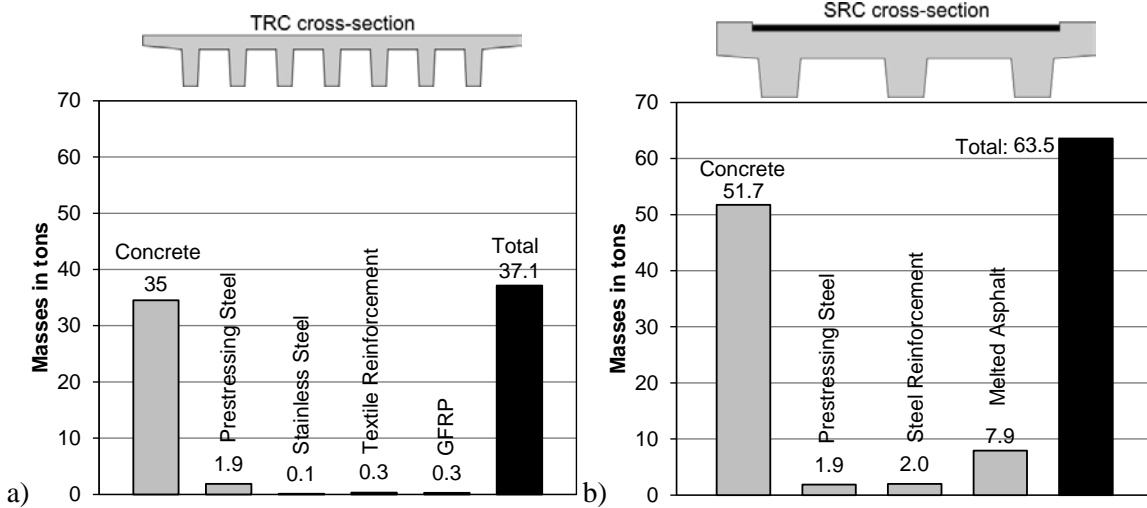 TRC cross-section
70
60
50
40
30
20
10
0
Masses in tons
Concrete
35
Prestressing Steel
1.9
Stainless Steel
0.1
Textile Reinforcement
0.3
GFRP
0.3
Total
37.1
a)
SRC cross-section
70
60
50
40
30
20
10
0
Masses in tons
Concrete
51.7
Prestressing Steel
1.9
Steel Reinforcement
2.0
Melted Asphalt
7.9
Total: 63.5
b)